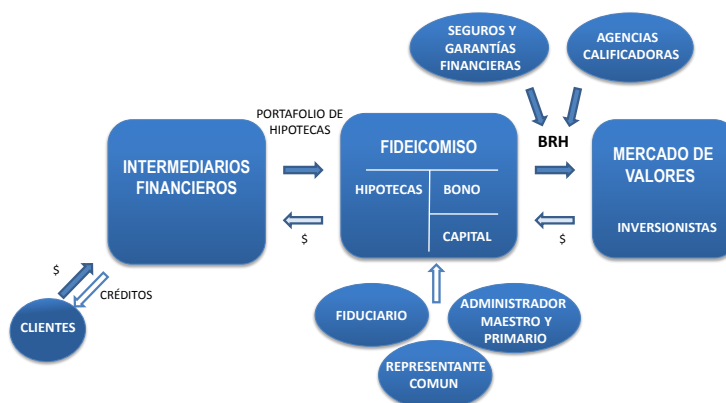 SEGUROS Y
GARANTÍAS
FINANCIERAS
AGENCIAS
CALIFICADORAS
PORTAFOLIO DE
HIPOTECAS
INTERMEDIARIOS
FINANCIEROS
FIDEICOMISO
HIPOTECAS
BONO
CAPITAL
BRH
MERCADO DE
VALORES
INVERSIONISTAS
$
$
$
CRÉDITOS
CLIENTES
FIDUCIARIO
ADMINISTRADOR
MAESTRO Y
PRIMARIO
REPRESENTANTE
COMUN